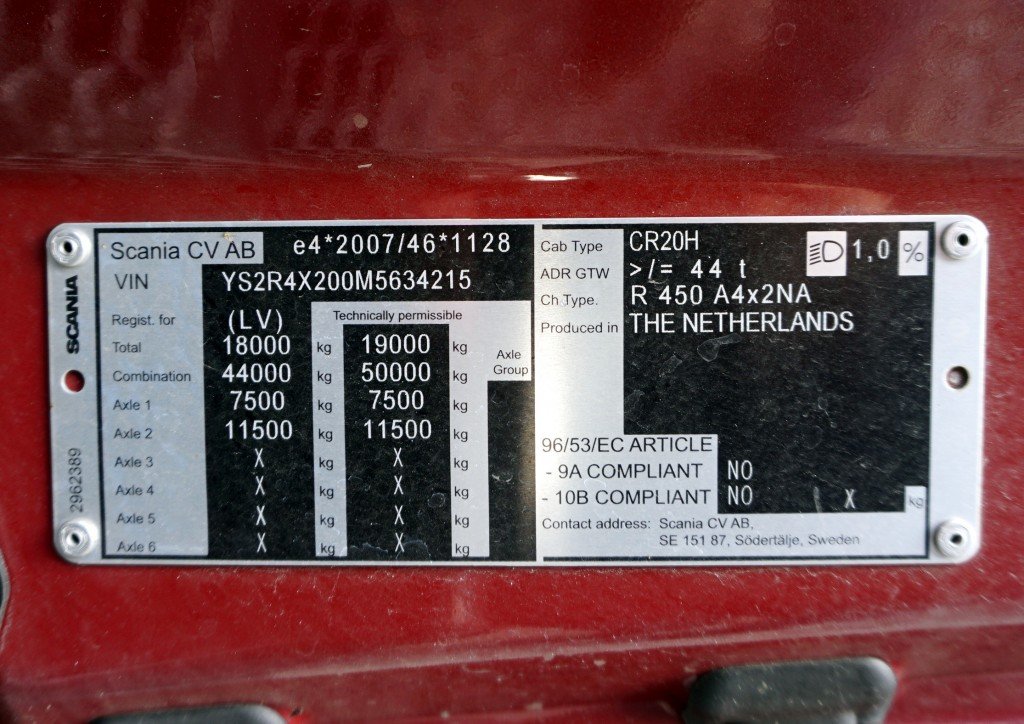 SCANIA
2962389
Scania CV AB e4*2007/46*1128
VIN YS2R4X200M5634215
Regist. for (LV) Technically permissible
Total 18000 kg 19000 kg Axle Group
Combination 44000 kg 50000 kg
Axle 1 7500 kg 7500 kg
Axle 2 11500 kg 11500 kg
Axle 3 X kg X kg
Axle 4 X kg X kg
Axle 5 X kg X kg
Axle 6 X kg X kg
Cab Type CR20H 1,0 %
ADR GTW >/= 44 t
Ch Type. R 450 A4x2NA
Produced in THE NETHERLANDS
96/53/EC ARTICLE
- 9A COMPLIANT NO
- 10B COMPLIANT NO X kg
Contact address: Scania CV AB,
SE 151 87, Södertälje, Sweden